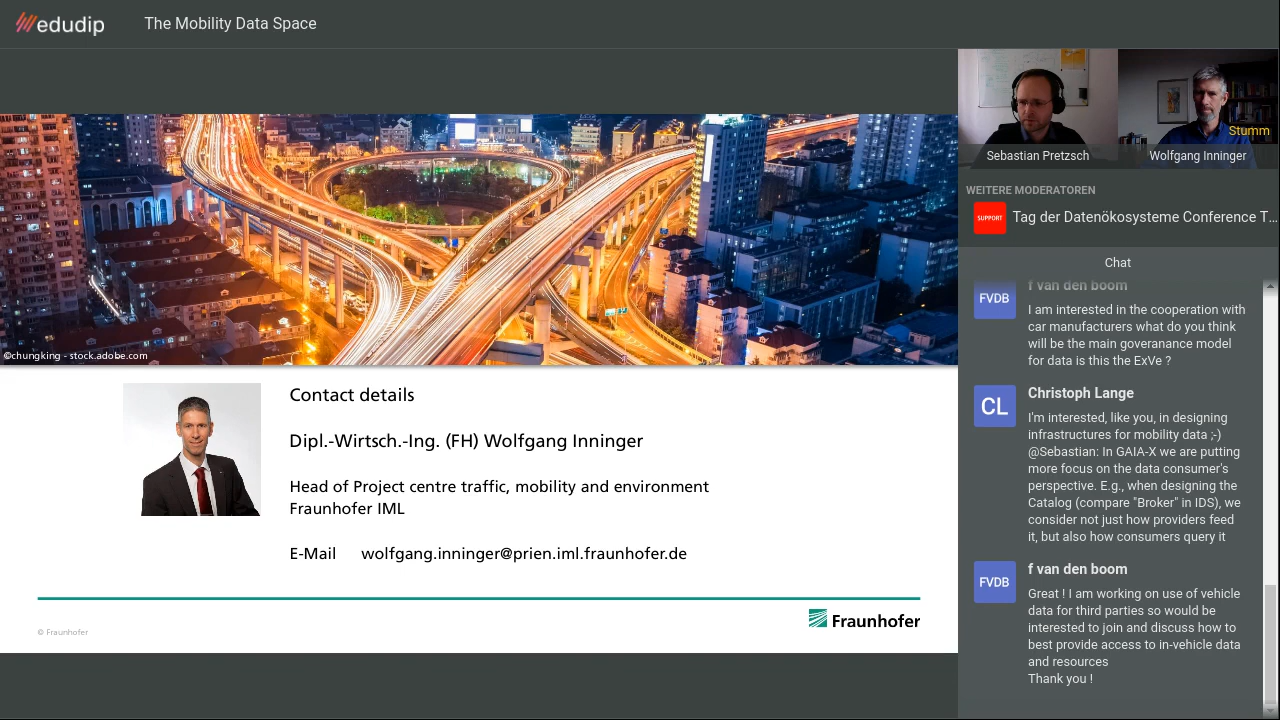 edudip
The Mobility Data Space
Stumm
Sebastian Pretzsch
Wolfgang Inninger
WEITERE MODERATOREN
SUPPORT
Tag der Datenökosysteme Conference T...
Chat
©chungking - stock.adobe.com
Contact details
Dipl.-Wirtsch.-Ing. (FH) Wolfgang Inninger
Head of Project centre traffic, mobility and environment
Fraunhofer IML
E-Mail wolfgang.inninger@prien.iml.fraunhofer.de
© Fraunhofer
Fraunhofer
f van den boom
FVDB
I am interested in the cooperation with
car manufacturers what do you think
will be the main goveranance model
for data is this the ExVe ?
Christoph Lange
CL
I'm interested, like you, in designing
infrastructures for mobility data ;-)
@Sebastian: In GAIA-X we are putting
more focus on the data consumer's
perspective. E.g., when designing the
Catalog (compare "Broker" in IDS), we
consider not just how providers feed
it, but also how consumers query it
f van den boom
FVDB
Great ! I am working on use of vehicle
data for third parties so would be
interested to join and discuss how to
best provide access to in-vehicle data
and resources
Thank you !